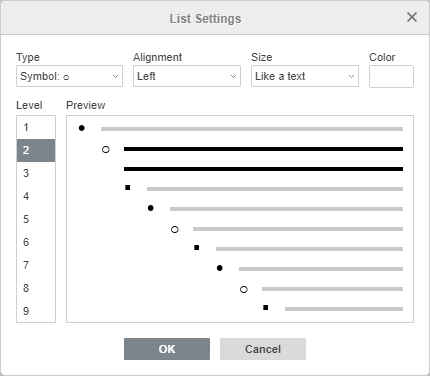 List Settings
Type Alignment Size Color
Symbol: ○ Left Like a text
Level Preview
1
2
3
4
5
6
7
8
9
OK Cancel